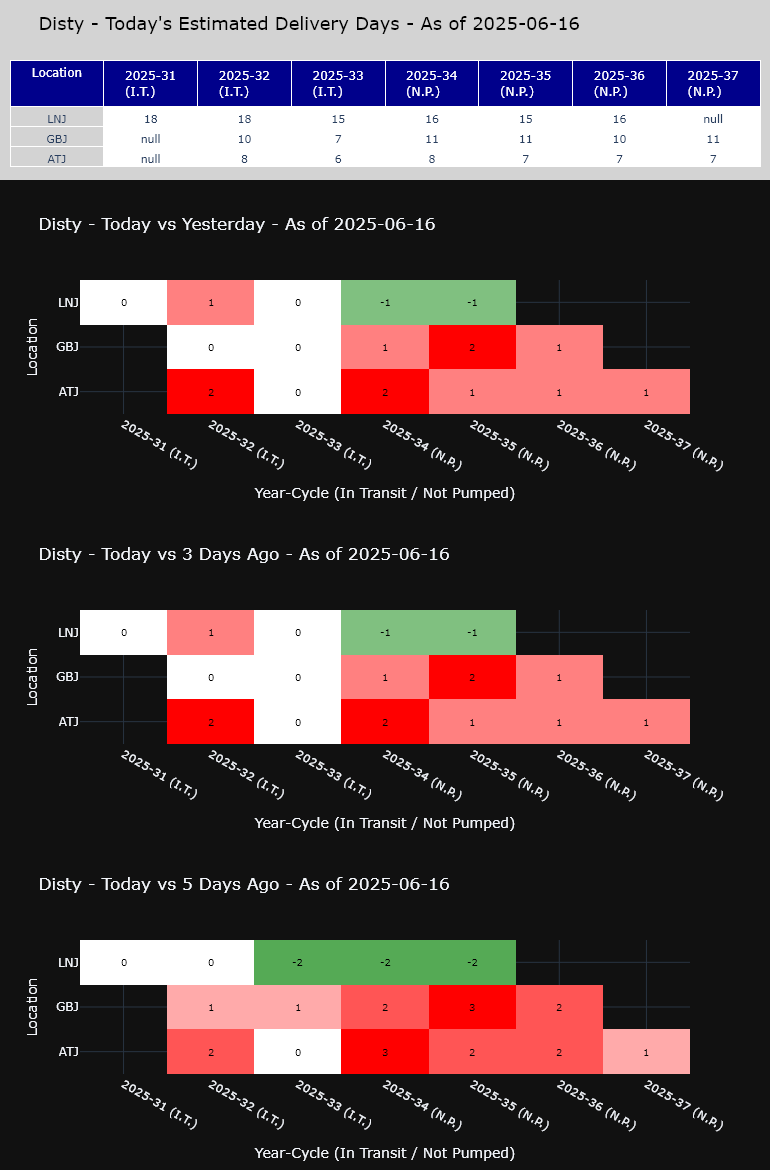 Disty - Today's Estimated Delivery Days - As of 2025-06-16
Location 2025-31 (I.T.) 2025-32 (I.T.) 2025-33 (I.T.) 2025-34 (N.P.) 2025-35 (N.P.) 2025-36 (N.P.) 2025-37 (N.P.)
LNJ 18 18 15 16 15 16 null
GBJ null 10 7 11 11 10 11
ATJ null 8 6 8 7 7 7
Disty - Today vs Yesterday - As of 2025-06-16
Location
LNJ 0 1 0 -1 -1
GBJ 0 0 1 2 1
ATJ 2 0 2 1 1 1
2025-31 (I.T.) 2025-32 (I.T.) 2025-33 (I.T.) 2025-34 (N.P.) 2025-35 (N.P.) 2025-36 (N.P.) 2025-37 (N.P.)
Year-Cycle (In Transit / Not Pumped)
Disty - Today vs 3 Days Ago - As of 2025-06-16
Location
LNJ 0 1 0 -1 -1
GBJ 0 0 1 2 1
ATJ 2 0 2 1 1 1
2025-31 (I.T.) 2025-32 (I.T.) 2025-33 (I.T.) 2025-34 (N.P.) 2025-35 (N.P.) 2025-36 (N.P.) 2025-37 (N.P.)
Year-Cycle (In Transit / Not Pumped)
Disty - Today vs 5 Days Ago - As of 2025-06-16
Location
LNJ 0 0 -2 -2 -2
GBJ 1 1 2 3 2
ATJ 2 0 3 2 2 1
2025-31 (I.T.) 2025-32 (I.T.) 2025-33 (I.T.) 2025-34 (N.P.) 2025-35 (N.P.) 2025-36 (N.P.) 2025-37 (N.P.)
Year-Cycle (In Transit / Not Pumped)